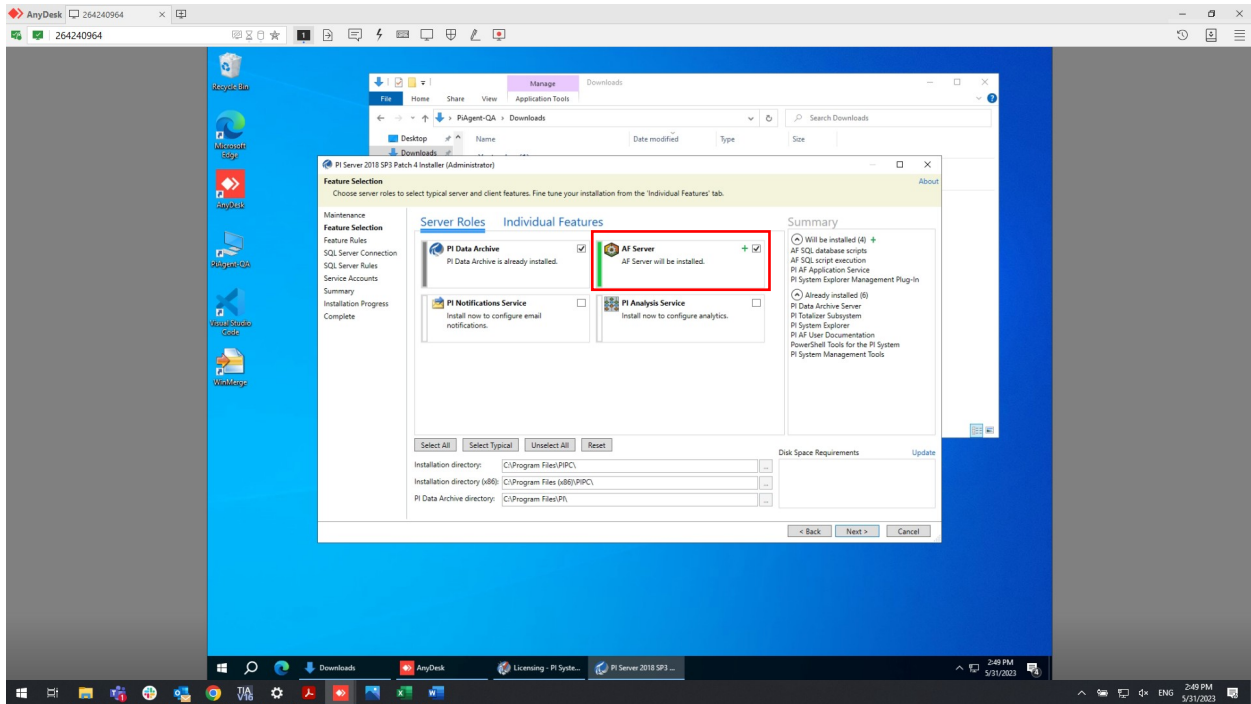 AnyDesk 264240964
264240964
1
Recycle Bin
Microsoft Edge
AnyDesk
PiAgent-QA
Visual Studio Code
WinMerge
Manage Downloads
File Home Share View Application Tools
PiAgent-QA > Downloads
Search Downloads
Desktop
Downloads
Name Date modified Type Size
PI Server 2018 SP3 Patch 4 Installer (Administrator)
Feature Selection
About
Choose server roles to select typical server and client features. Fine tune your installation from the 'Individual Features' tab.
Maintenance
Feature Selection
Feature Rules
SQL Server Connection
SQL Server Rules
Service Accounts
Summary
Installation Progress
Complete
Server Roles Individual Features
PI Data Archive
PI Data Archive is already installed.
AF Server
AF Server will be installed.
PI Notifications Service
Install now to configure email
notifications.
PI Analysis Service
Install now to configure analytics.
Summary
Will be installed (4) +
AF SQL database scripts
AF SQL script execution
PI AF Application Service
PI System Explorer Management Plug-In
Already installed (6)
PI Data Archive Server
PI Totalizer Subsystem
PI System Explorer
PI AF User Documentation
PowerShell Tools for the PI System
PI System Management Tools
Select All Select Typical Unselect All Reset
Installation directory: C:\Program Files\PIPC\ ...
Installation directory (x86): C:\Program Files (x86)\PIPC\ ...
PI Data Archive directory: C:\Program Files\PI\ ...
Disk Space Requirements Update
< Back Next > Cancel
Downloads AnyDesk Licensing - PI Syste... PI Server 2018 SP3 ...
2:49 PM
5/31/2023
ENG
2:49 PM
5/31/2023